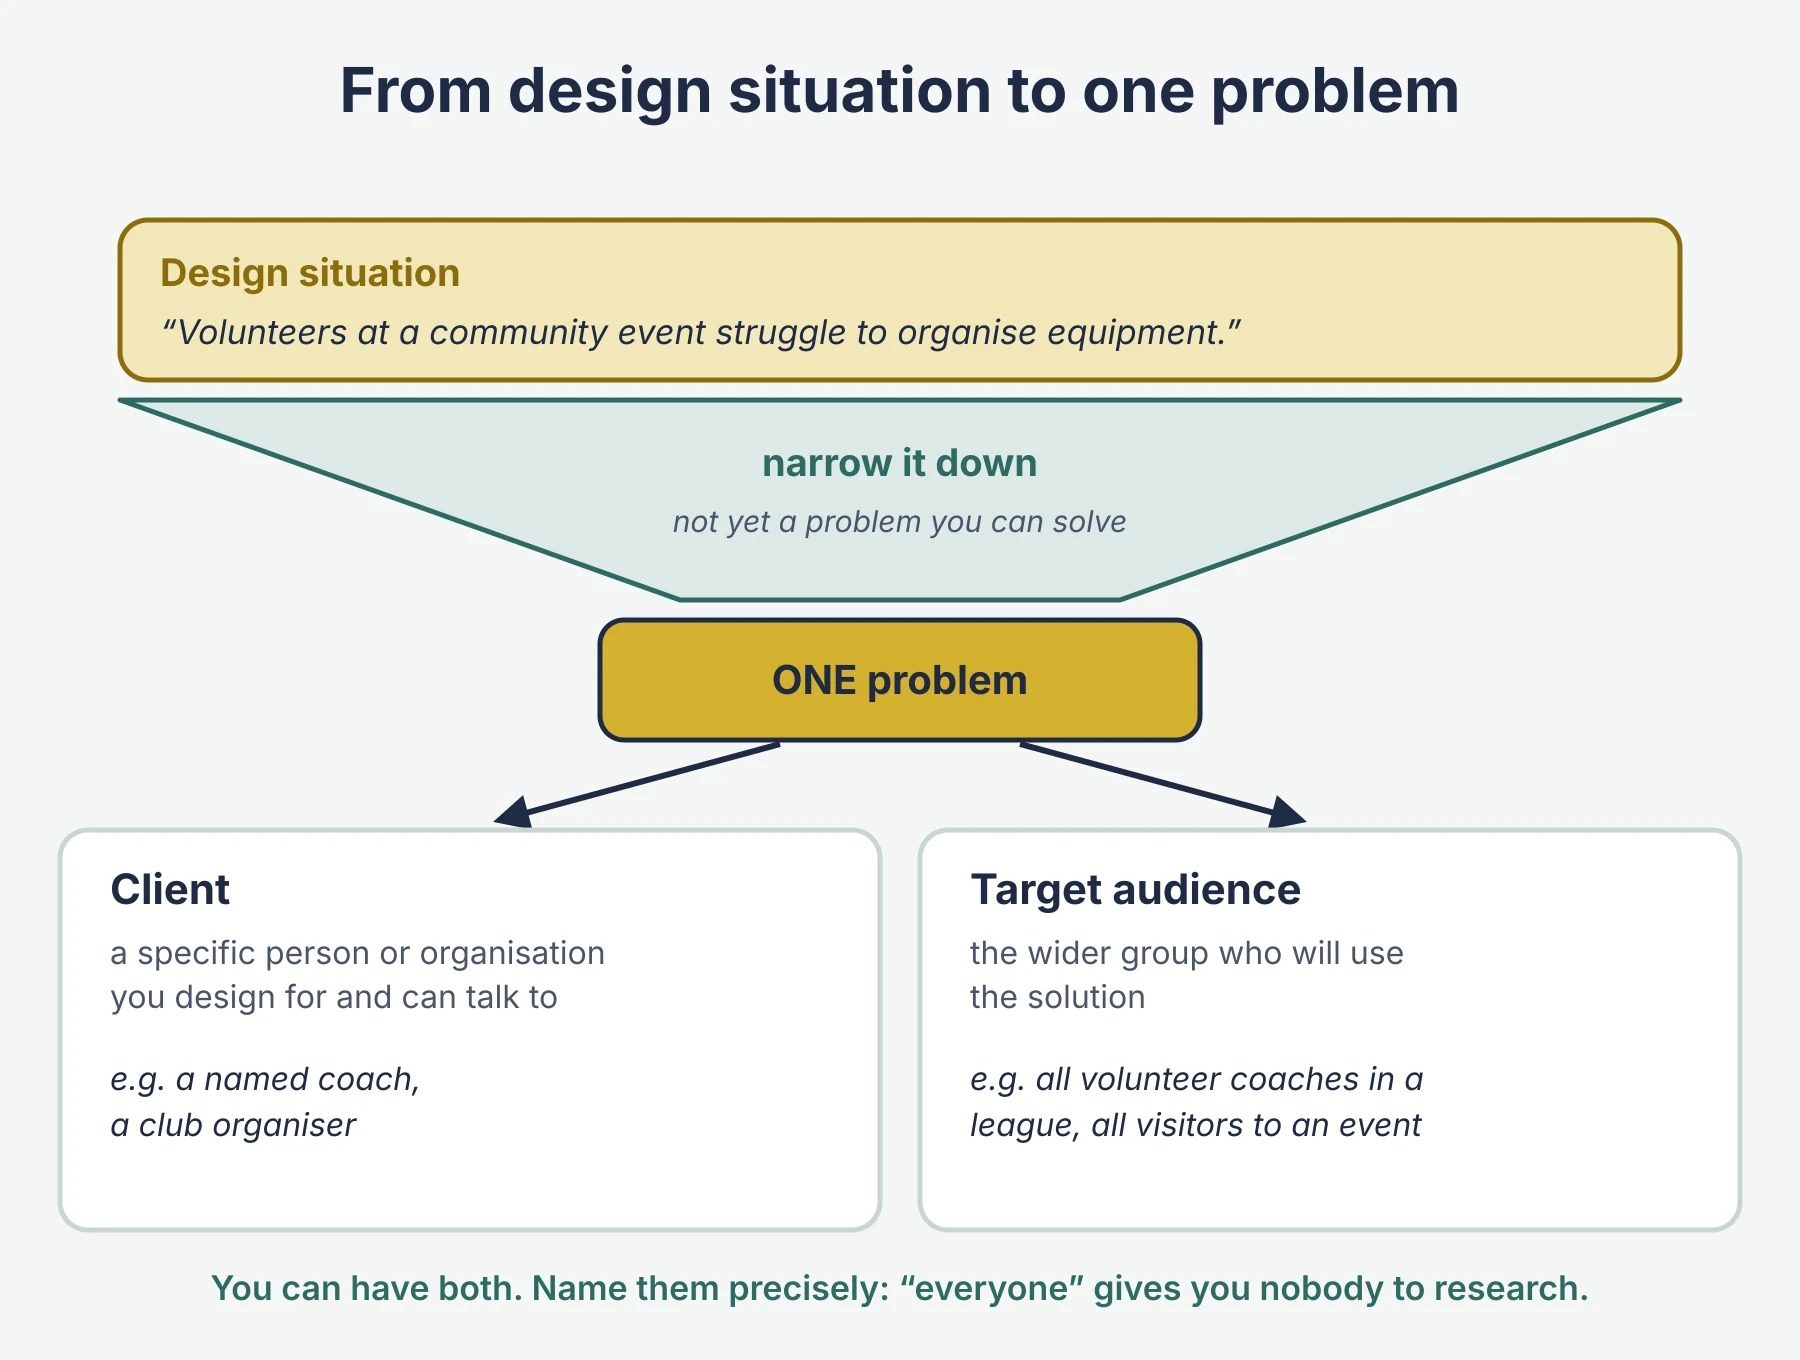 From design situation to one problem
Design situation
“Volunteers at a community event struggle to organise equipment.”
narrow it down
not yet a problem you can solve
ONE problem
Client
a specific person or organisation
you design for and can talk to
e.g. a named coach,
a club organiser
Target audience
the wider group who will use
the solution
e.g. all volunteer coaches in a
league, all visitors to an event
You can have both. Name them precisely: “everyone” gives you nobody to research.